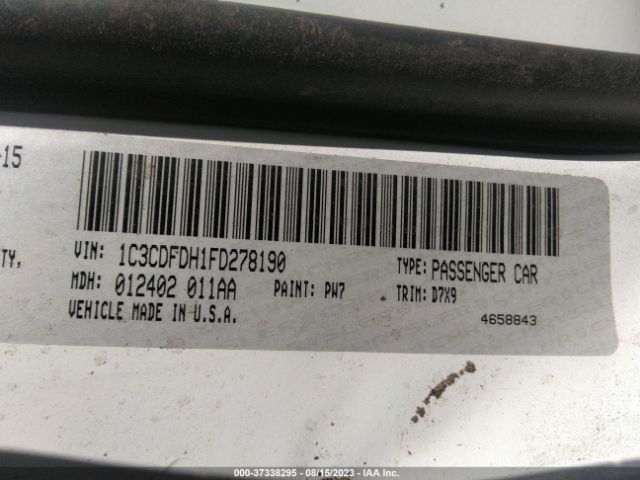 -15
TY,
VIN: 1C3CDFDH1FD278190
TYPE: PASSENGER CAR
MDH: 012402 011AA
PAINT: PW7
TRIM: D7X9
VEHICLE MADE IN U.S.A.
4658843
000-37338295 - 08/15/2023 - IAA Inc.